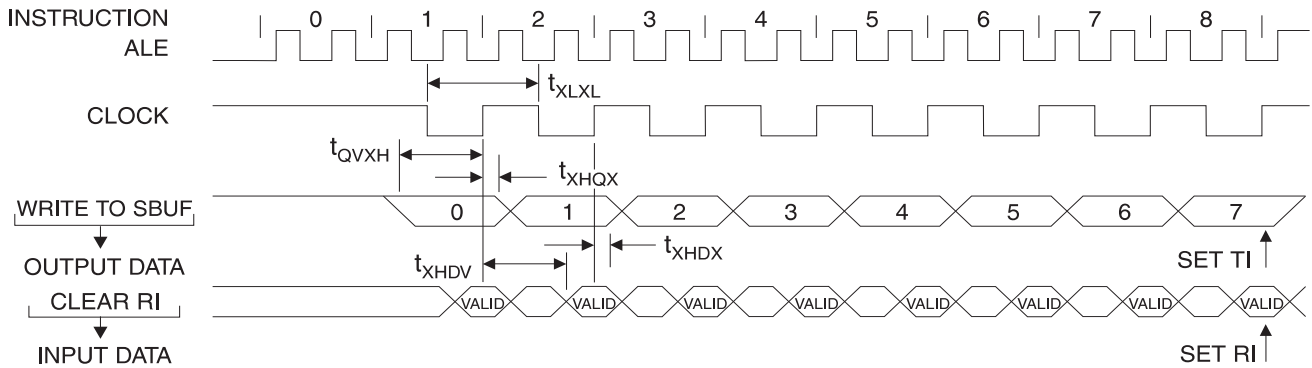 INSTRUCTION 0 1 2 3 4 5 6 7 8
ALE
tXLXL
CLOCK
tQVXH
tXHQX
WRITE TO SBUF 0 1 2 3 4 5 6 7
tXHDX
SET TI
OUTPUT DATA
tXHDV
CLEAR RI VALID VALID VALID VALID VALID VALID VALID VALID
SET RI
INPUT DATA